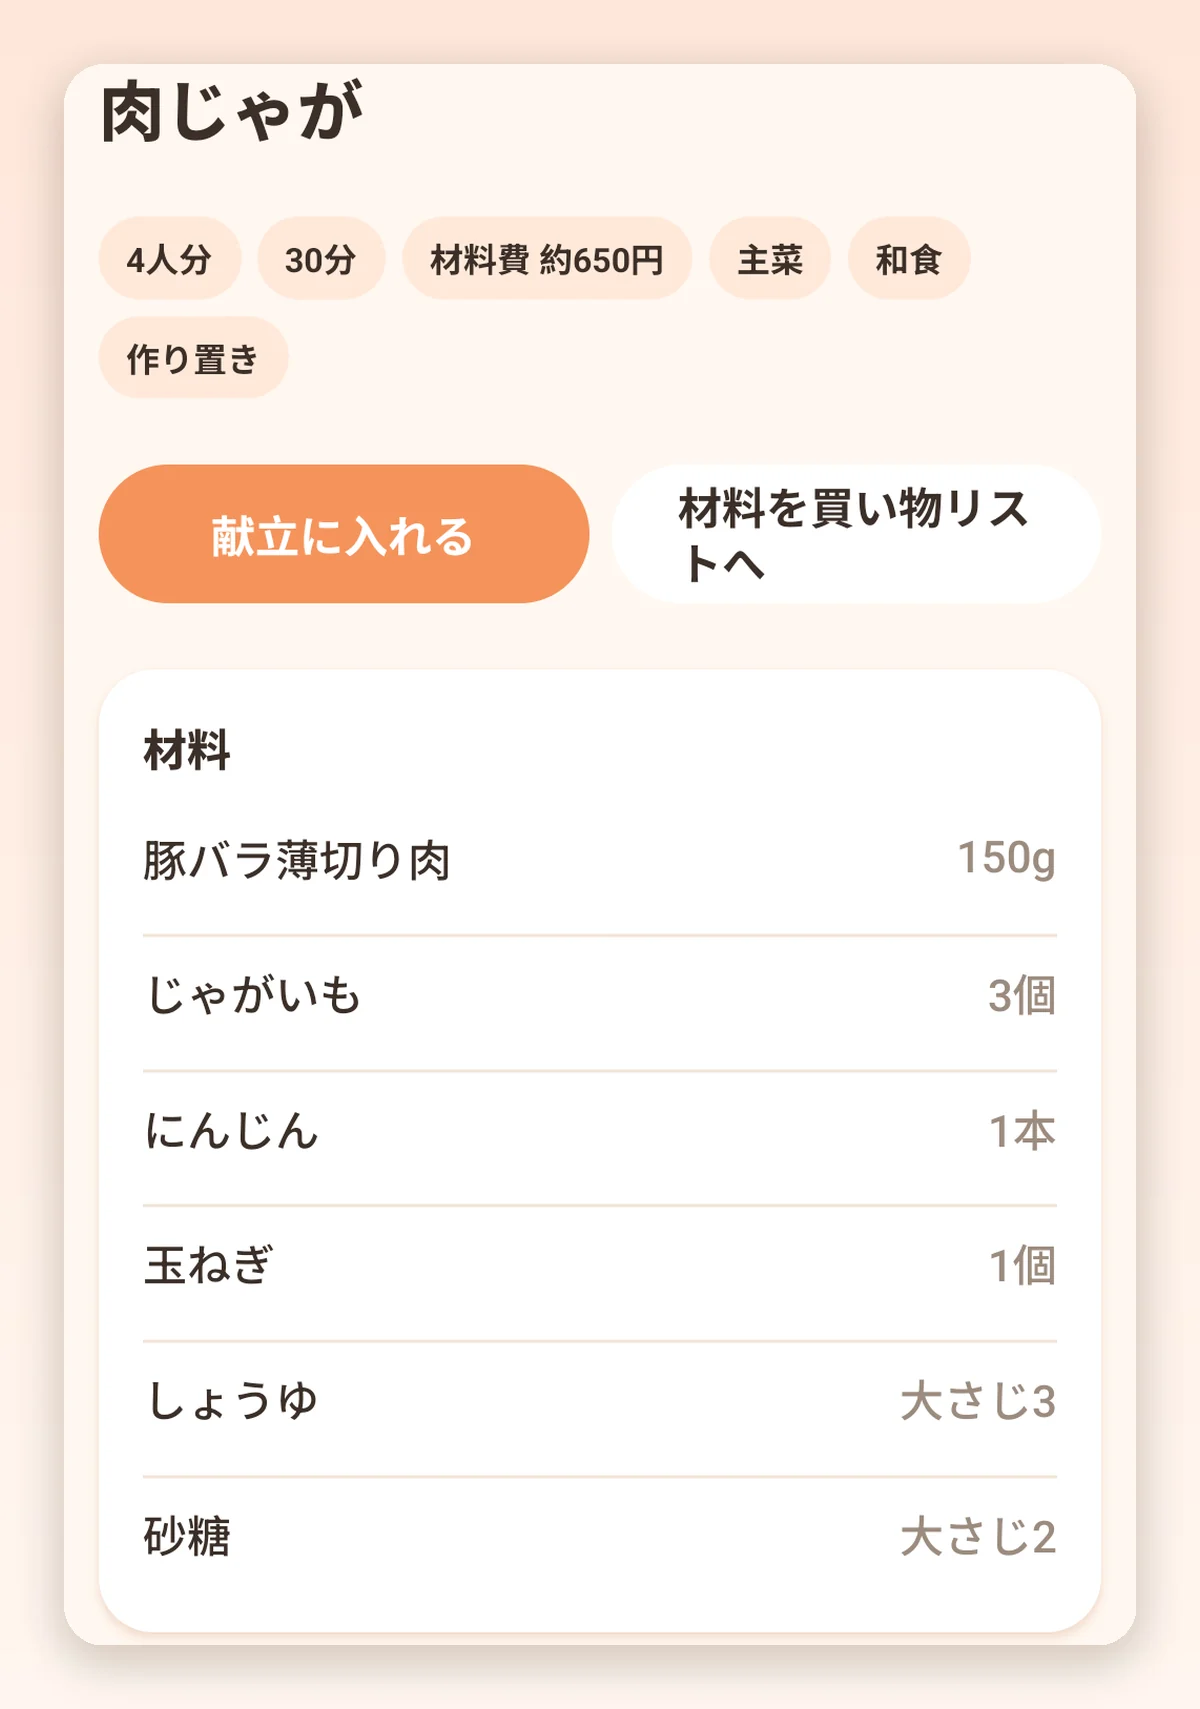 肉じゃが
4人分 30分 材料費 約650円 主菜 和食
作り置き
献立に入れる
材料を買い物リス
トへ
材料
豚バラ薄切り肉 150g
じゃがいも 3個
にんじん 1本
玉ねぎ 1個
しょうゆ 大さじ3
砂糖 大さじ2